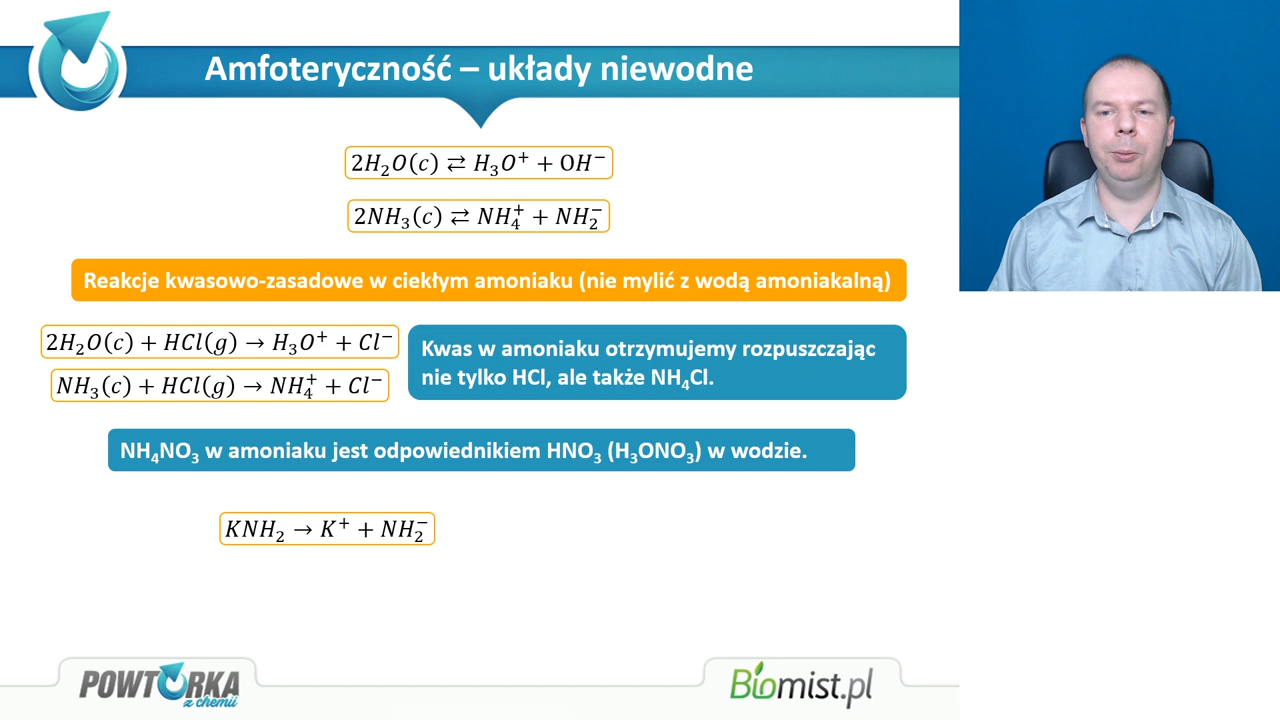 Amfoteryczność – układy niewodne
2H₂O(c) ⇄ H₃O⁺ + OH⁻
2NH₃(c) ⇄ NH₄⁺ + NH₂⁻
Reakcje kwasowo-zasadowe w ciekłym amoniaku (nie mylić z wodą amoniakalną)
2H₂O(c) + HCl(g) → H₃O⁺ + Cl⁻
NH₃(c) + HCl(g) → NH₄⁺ + Cl⁻
Kwas w amoniaku otrzymujemy rozpuszczając
nie tylko HCl, ale także NH₄Cl.
NH₄NO₃ w amoniaku jest odpowiednikiem HNO₃ (H₃ONO₃) w wodzie.
KNH₂ → K⁺ + NH₂⁻
POWTÓRKA
z chemii
Biomist.pl